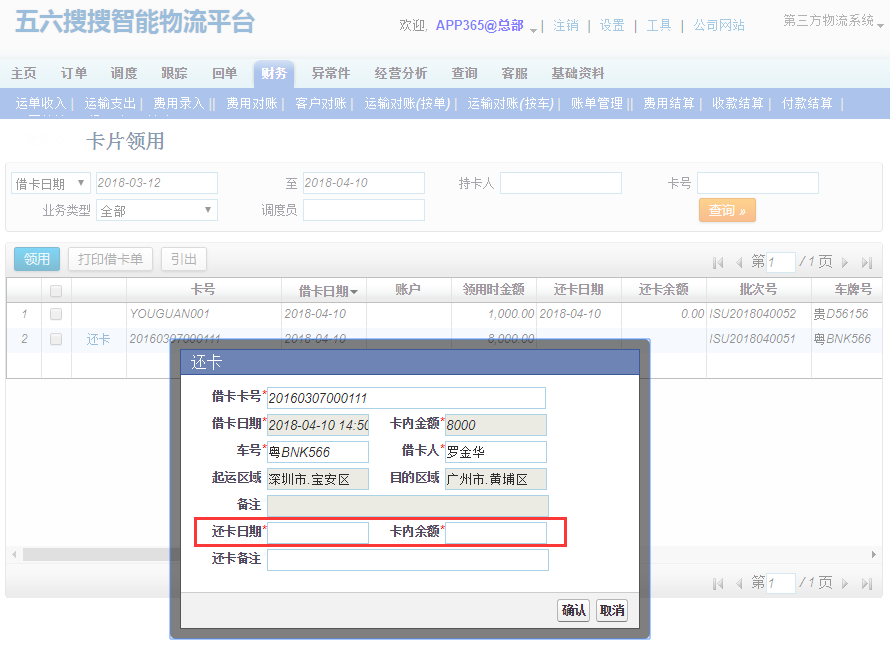 五六搜搜智能物流平台
欢迎, APP365@总部 | 注销 | 设置 | 工具 | 公司网站 第三方物流系统
主页 订单 调度 跟踪 回单 财务 异常件 经营分析 查询 客服 基础资料
运单收入 | 运输支出 | 费用录入 || 费用对账 | 客户对账 | 运输对账(按单) | 运输对账(按车) | 账单管理 || 费用结算 | 收款结算 | 付款结算 |
卡片领用
借卡日期 2018-03-12 至 2018-04-10 持卡人 卡号
业务类型 全部 调度员 查询 »
领用 打印借卡单 引出 第 1 / 1 页
卡号 借卡日期 账户 领用时金额 还卡日期 还卡余额 批次号 车牌号
1 YOUGUAN001 2018-04-10 1,000.00 2018-04-10 0.00 ISU2018040052 贵D56156
2 还卡 20160307000111 2018-04-10 8,000.00 ISU2018040051 粤BNK566
还卡
借卡卡号* 20160307000111
借卡日期* 2018-04-10 14:50 卡内金额* 8000
车号* 粤BNK566 借卡人* 罗金华
起运区域 深圳市.宝安区 目的区域 广州市.黄埔区
备注
还卡日期* 卡内余额*
还卡备注
第 1 / 1 页
确认 取消